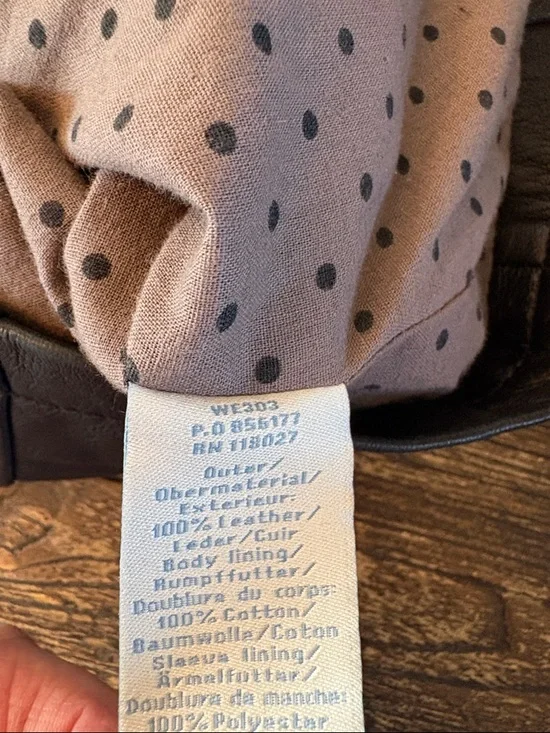 WE303
P.O 856177
RN 118027
Outer/
Obermaterial/
Exterieur:
100% Leather/
Leder/Cuir
Body lining/
Rumpffutter/
Doublure du corps:
100% Cotton/
Baumwolle/Coton
Sleeve lining/
Ärmelfutter/
Doublure de manche:
100% Polyester